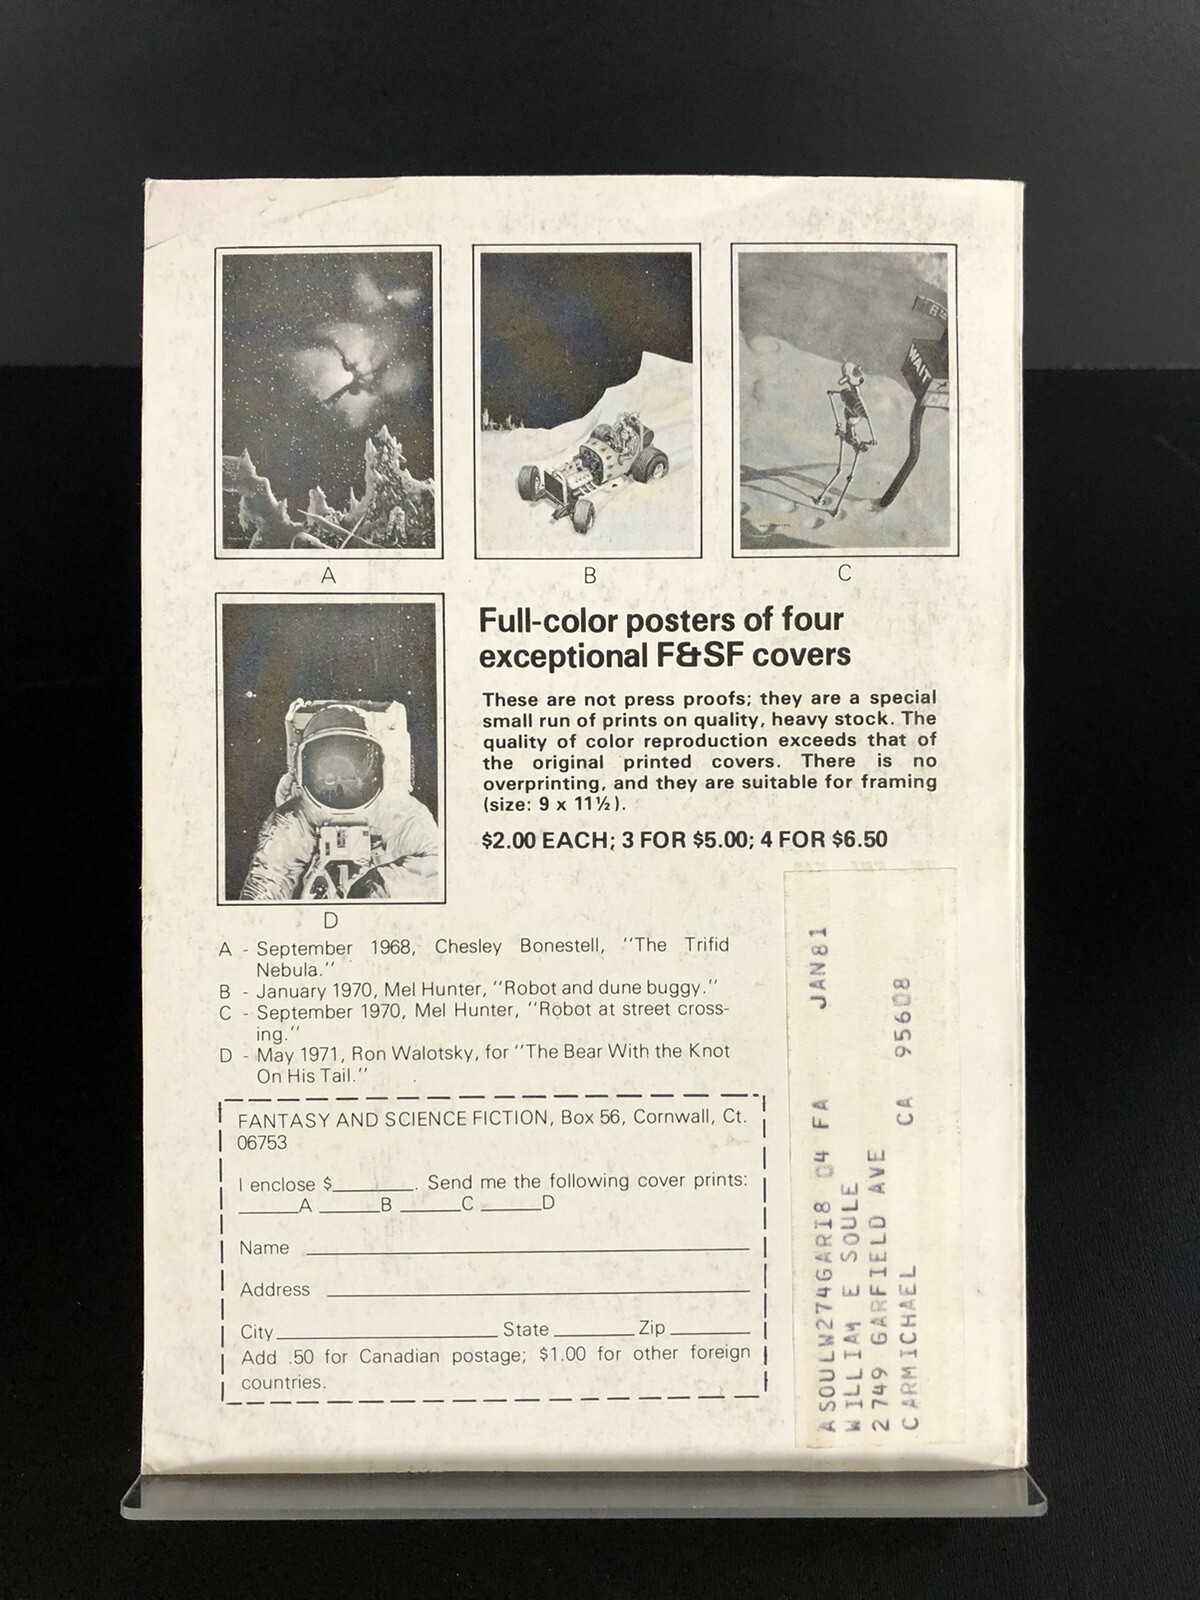 WAIT
A
B
C
D
Full-color posters of four
exceptional F&SF covers
These are not press proofs; they are a special
small run of prints on quality, heavy stock. The
quality of color reproduction exceeds that of
the original printed covers. There is no
overprinting, and they are suitable for framing
(size: 9 x 11½).
$2.00 EACH; 3 FOR $5.00; 4 FOR $6.50
A - September 1968, Chesley Bonestell, "The Trifid
Nebula."
B - January 1970, Mel Hunter, "Robot and dune buggy."
C - September 1970, Mel Hunter, "Robot at street cross-
ing."
D - May 1971, Ron Walotsky, for "The Bear With the Knot
On His Tail."
FANTASY AND SCIENCE FICTION, Box 56, Cornwall, Ct.
06753
I enclose $_______. Send me the following cover prints:
_____A _____B _____C _____D
Name
Address
City State Zip
Add .50 for Canadian postage; $1.00 for other foreign
countries.
ASOULW274GARI8 04 FA JAN81
WILLIAM E SOULE
2749 GARFIELD AVE
CARMICHAEL CA 95608